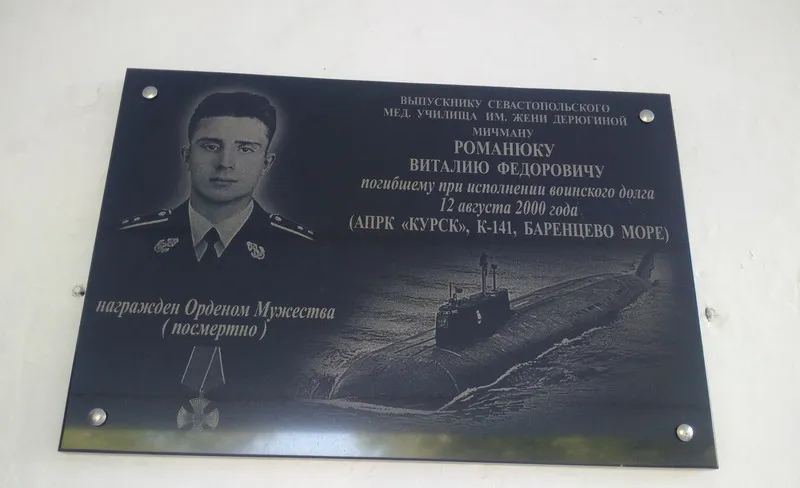 ВЫПУСКНИКУ СЕВАСТОПОЛЬСКОГО
МЕД. УЧИЛИЩА ИМ. ЖЕНИ ДЕРЮГИНОЙ
МИЧМАНУ
РОМАНЮКУ
ВИТАЛИЮ ФЕДОРОВИЧУ
погибшему при исполнении воинского долга
12 августа 2000 года
(АПРК «КУРСК», К-141, БАРЕНЦЕВО МОРЕ)
награжден Орденом Мужества
( посмертно )